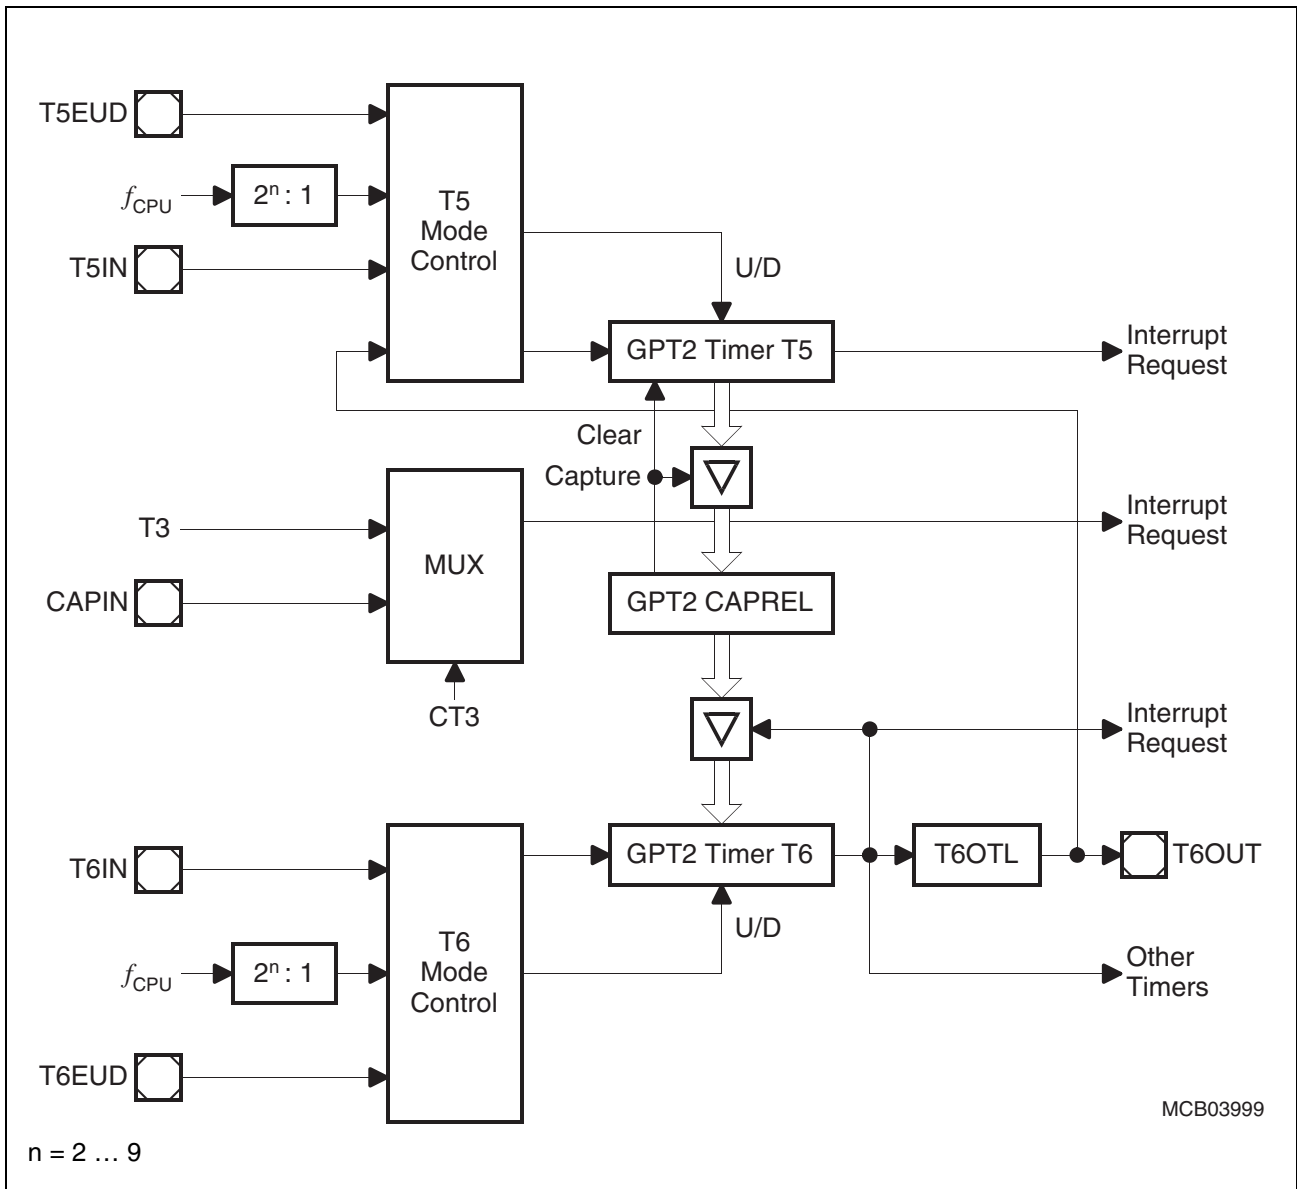 T5EUD
fCPU
2ⁿ : 1
T5IN
T5
Mode
Control
U/D
GPT2 Timer T5
Interrupt
Request
Clear
Capture
T3
CAPIN
MUX
CT3
Interrupt
Request
GPT2 CAPREL
Interrupt
Request
T6IN
fCPU
2ⁿ : 1
T6EUD
T6
Mode
Control
GPT2 Timer T6
U/D
T6OTL
T6OUT
Other
Timers
MCB03999
n = 2 … 9